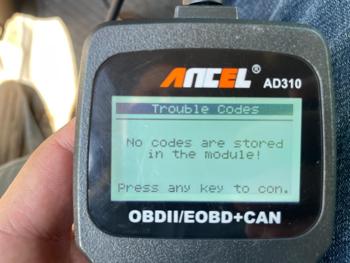 ANCEL®
AD310
Trouble Codes
No codes are stored
in the module!
Press any key to con.
OBDII/EOBD+CAN